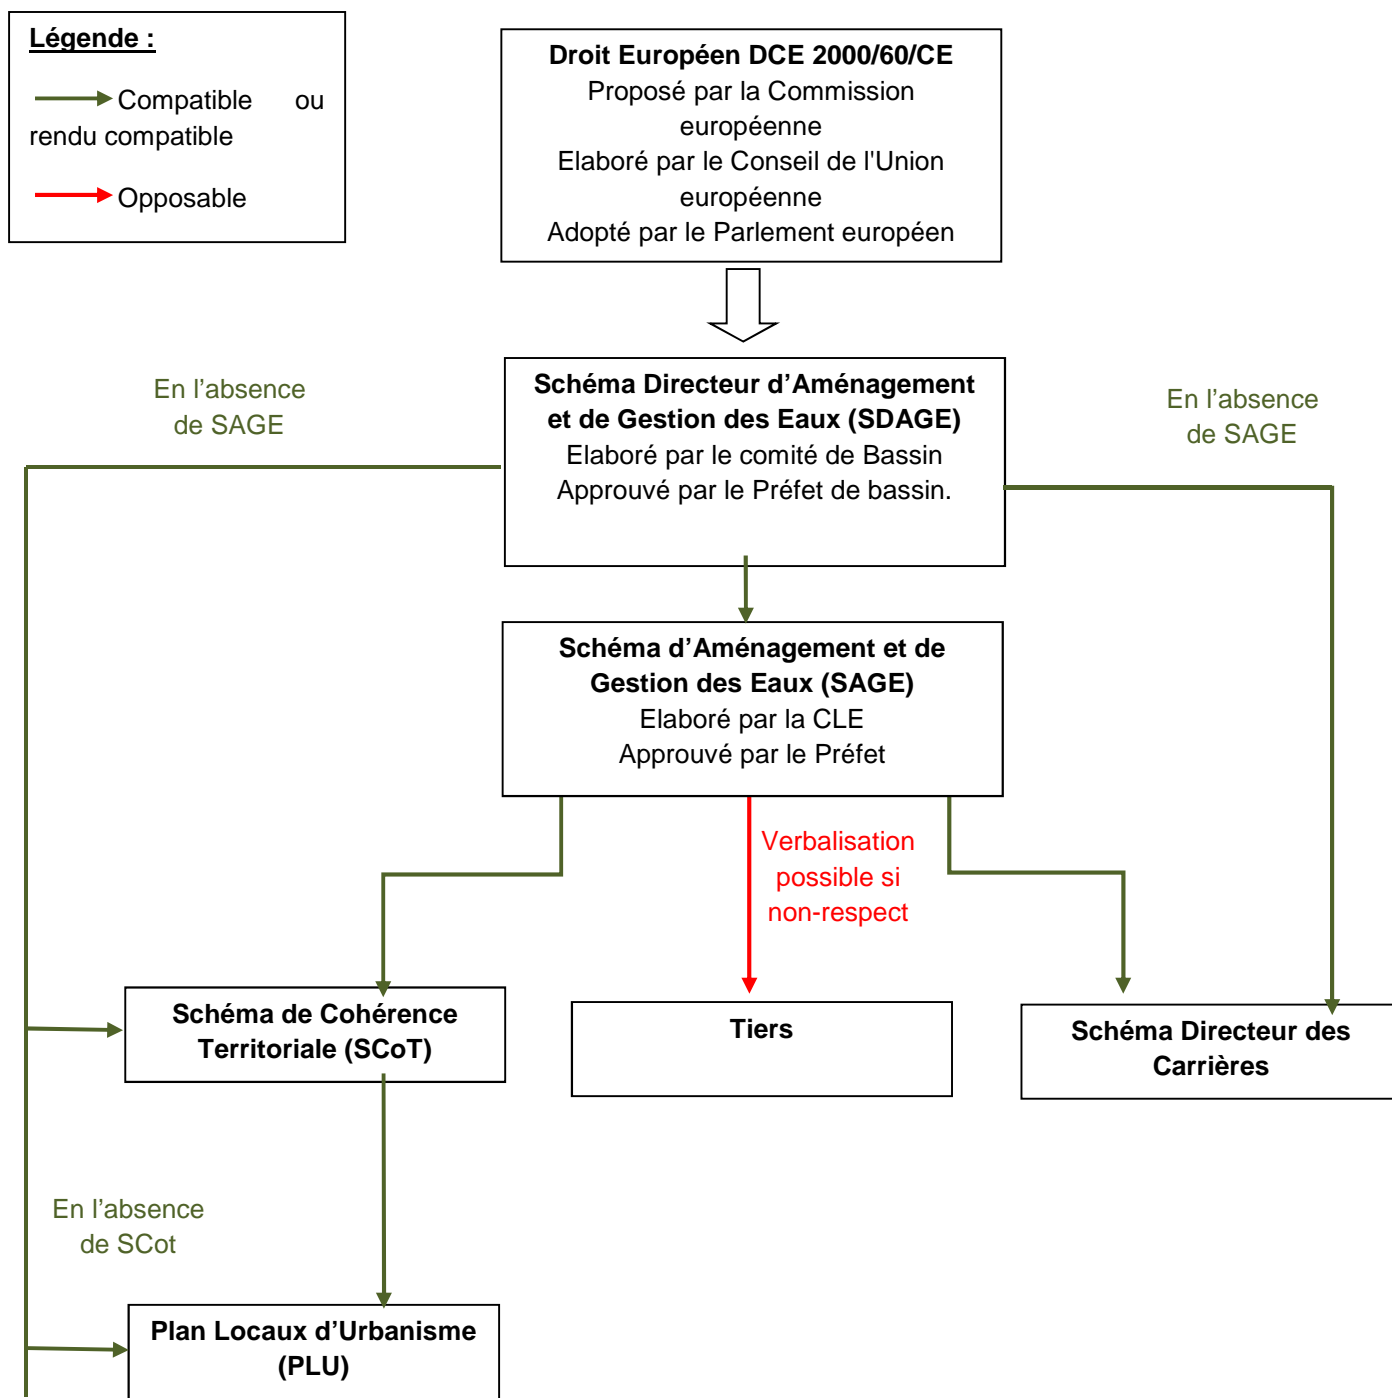 Légende :
Compatible ou
rendu compatible
Opposable
Droit Européen DCE 2000/60/CE
Proposé par la Commission
européenne
Elaboré par le Conseil de l'Union
européenne
Adopté par le Parlement européen
En l’absence
de SAGE
Schéma Directeur d’Aménagement
et de Gestion des Eaux (SDAGE)
Elaboré par le comité de Bassin
Approuvé par le Préfet de bassin.
En l’absence
de SAGE
Schéma d’Aménagement et de
Gestion des Eaux (SAGE)
Elaboré par la CLE
Approuvé par le Préfet
Verbalisation
possible si
non-respect
Schéma de Cohérence
Territoriale (SCoT)
Tiers
Schéma Directeur des
Carrières
En l’absence
de SCot
Plan Locaux d’Urbanisme
(PLU)